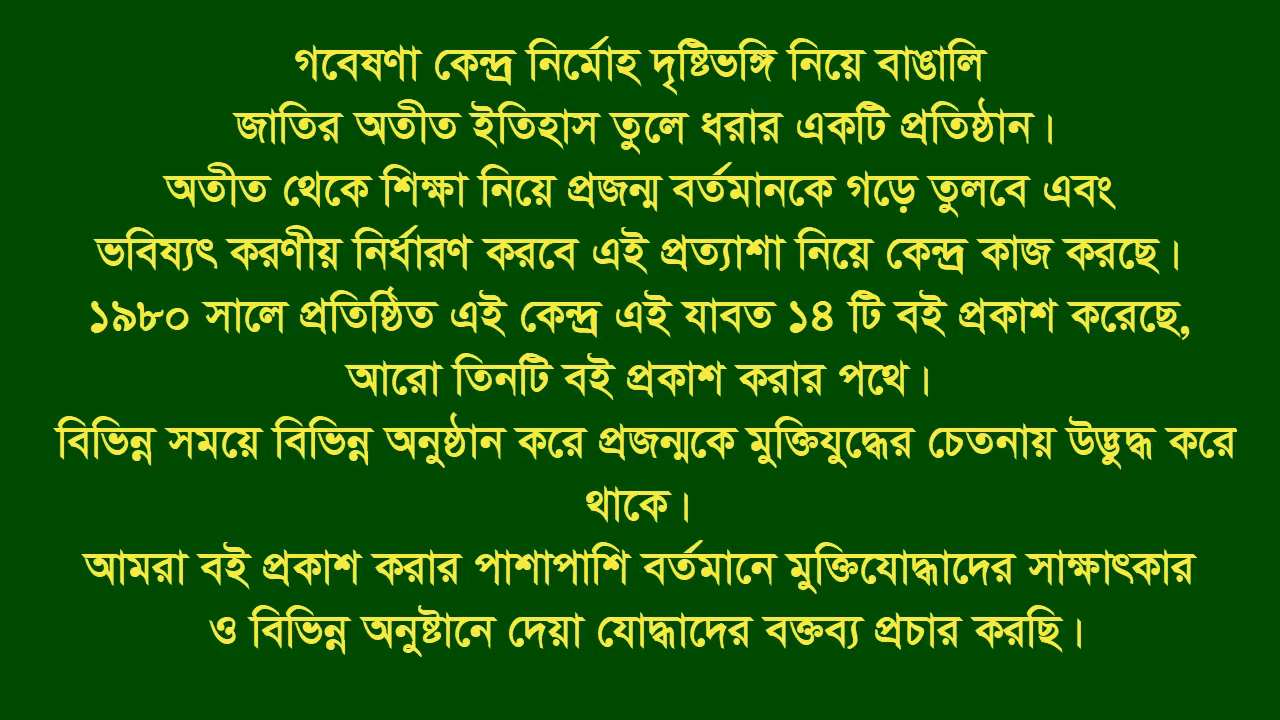 গবেষণা কেন্দ্র নির্মোহ দৃষ্টিভঙ্গি নিয়ে বাঙালি
জাতির অতীত ইতিহাস তুলে ধরার একটি প্রতিষ্ঠান।
অতীত থেকে শিক্ষা নিয়ে প্রজন্ম বর্তমানকে গড়ে তুলবে এবং
ভবিষ্যৎ করণীয় নির্ধারণ করবে এই প্রত্যাশা নিয়ে কেন্দ্র কাজ করছে।
১৯৮০ সালে প্রতিষ্ঠিত এই কেন্দ্র এই যাবত ১৪ টি বই প্রকাশ করেছে,
আরো তিনটি বই প্রকাশ করার পথে।
বিভিন্ন সময়ে বিভিন্ন অনুষ্ঠান করে প্রজন্মকে মুক্তিযুদ্ধের চেতনায় উদ্ভুদ্ধ করে
থাকে।
আমরা বই প্রকাশ করার পাশাপাশি বর্তমানে মুক্তিযোদ্ধাদের সাক্ষাৎকার
ও বিভিন্ন অনুষ্টানে দেয়া যোদ্ধাদের বক্তব্য প্রচার করছি।